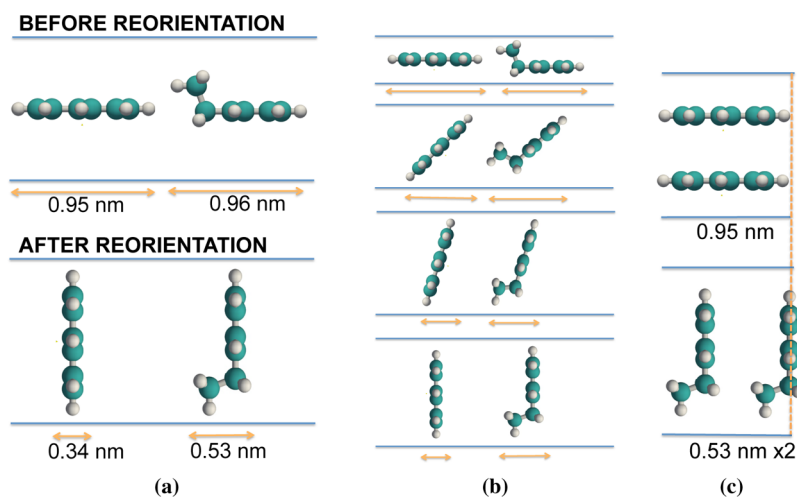 BEFORE REORIENTATION
0.95 nm
0.96 nm
AFTER REORIENTATION
0.34 nm
0.53 nm
(a)
(b)
0.95 nm
0.53 nm x2
(c)